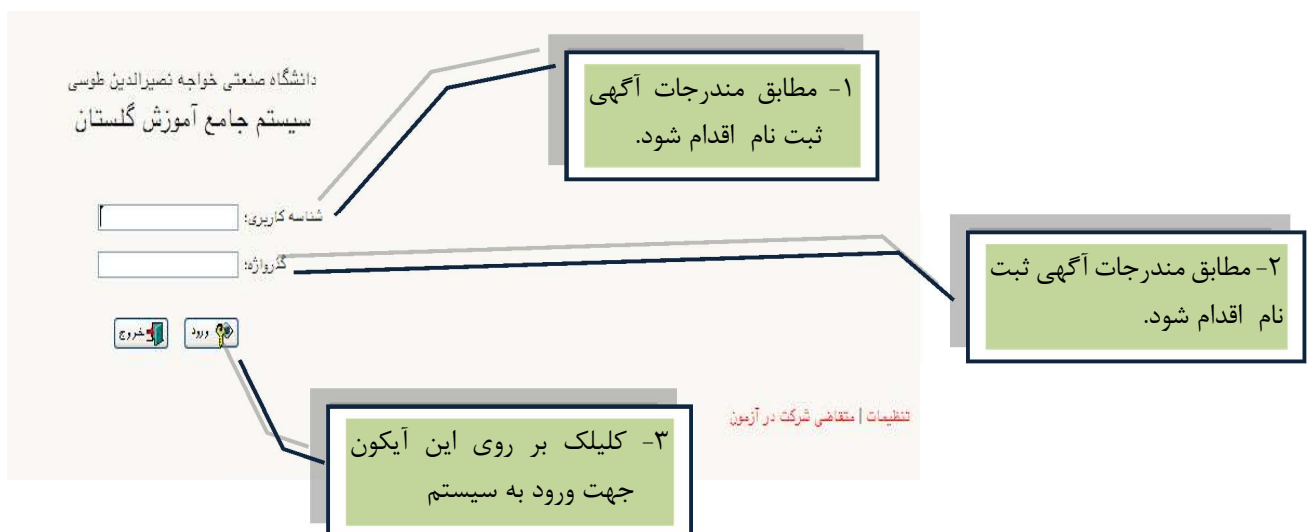 دانشگاه صنعتی خواجه نصیرالدین طوسی
سیستم جامع آموزش گلستان
۱- مطابق مندرجات آگهی
ثبت نام اقدام شود.
شناسه کاربری:
گذرواژه:
۲- مطابق مندرجات آگهی ثبت
نام اقدام شود.
ورود خروج
تنظیمات | متقاضی شرکت در آزمون
۳- کلیلک بر روی این آیکون
جهت ورود به سیستم